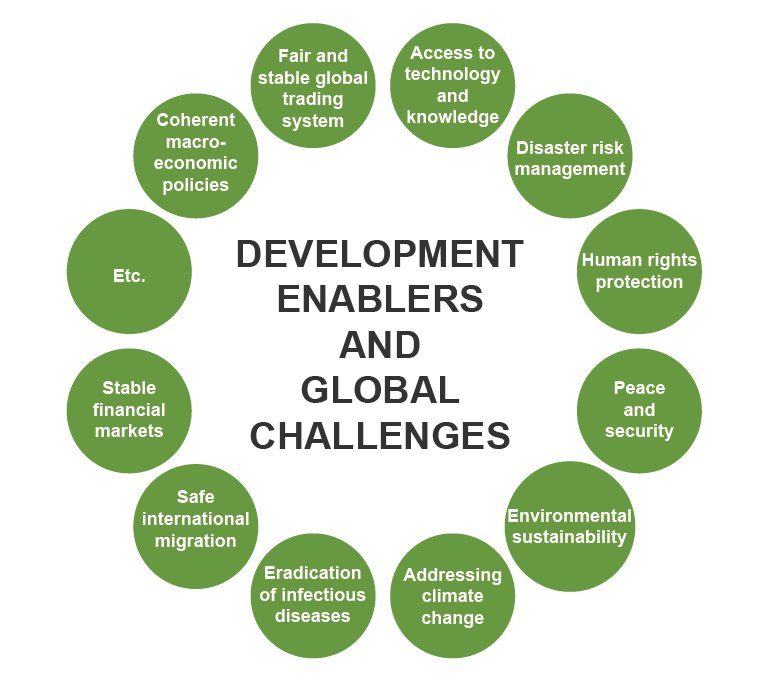 Fair and
stable global
trading
system
Access to
technology
and
knowledge
Coherent
macro-
economic
policies
Disaster risk
management
Etc.
DEVELOPMENT
ENABLERS
AND
GLOBAL
CHALLENGES
Human rights
protection
Stable
financial
markets
Peace
and
security
Safe
international
migration
Environmental
sustainability
Eradication
of infectious
diseases
Addressing
climate
change